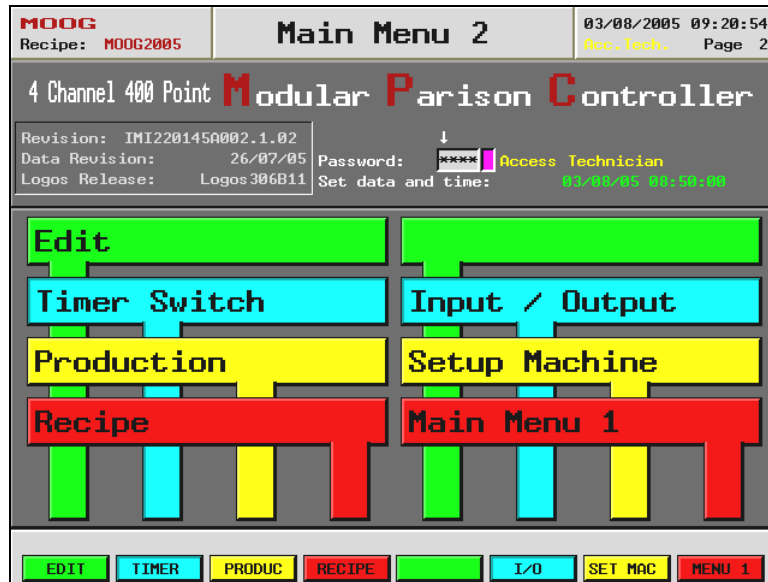 MOOG
Recipe: MOOG2005
Main Menu 2
03/08/2005 09:20:54
Acc.Tech. Page 2
4 Channel 400 Point Modular Parison Controller
Revision: IMI220145A002.1.02
Data Revision: 26/07/05
Logos Release: Logos306B11
↓
Password: **** Access Technician
Set data and time: 03/08/05 08:50:00
Edit
Timer Switch Input / Output
Production Setup Machine
Recipe Main Menu 1
EDIT TIMER PRODUC RECIPE I/O SET MAC MENU 1